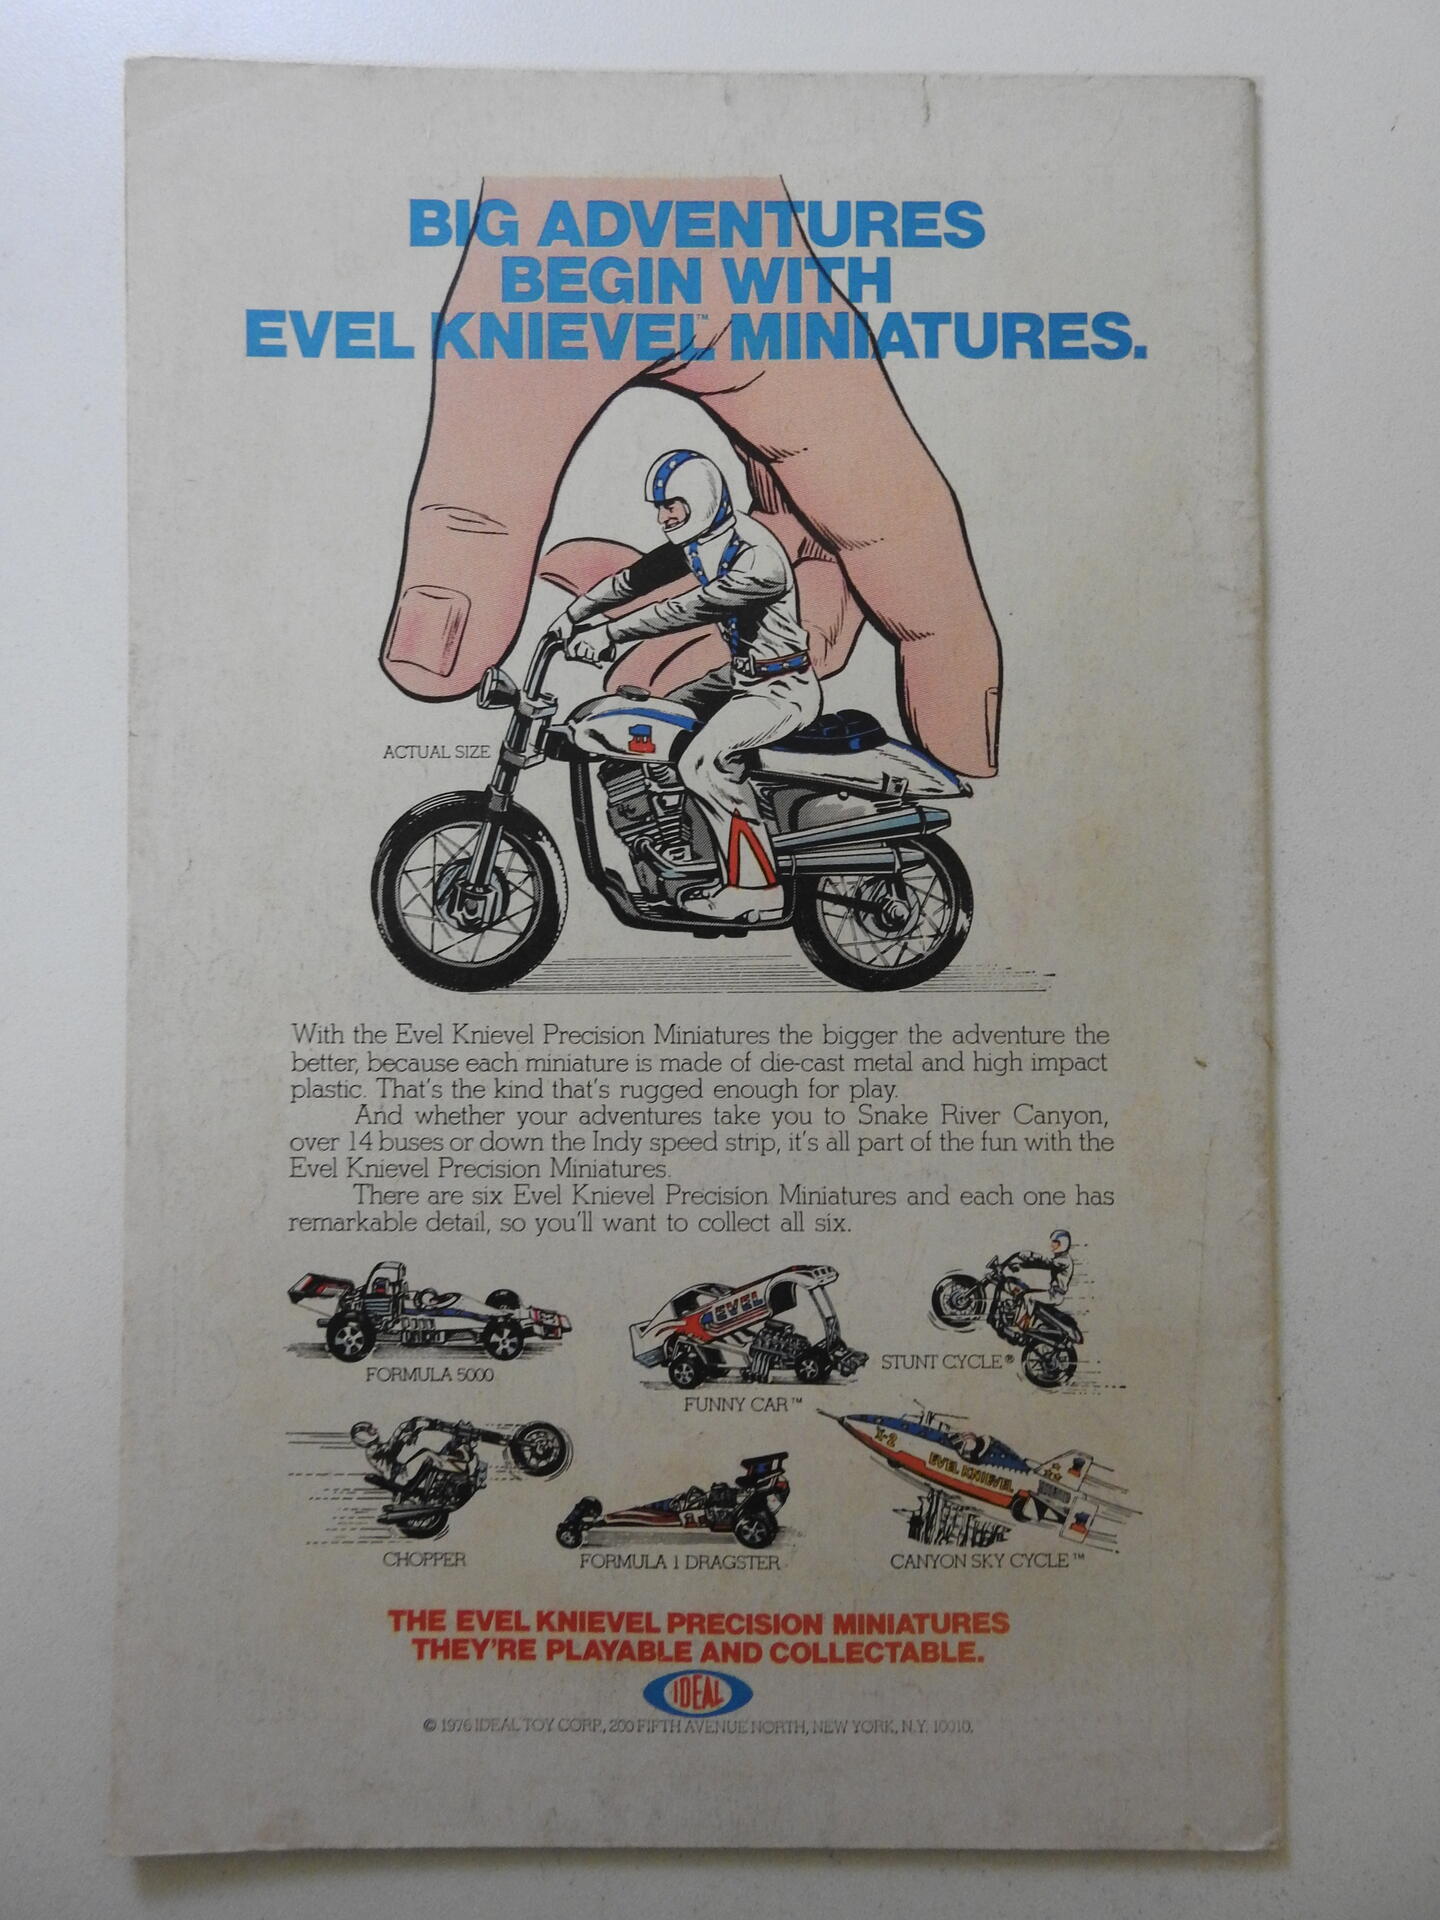 BIG ADVENTURES
BEGIN WITH
EVEL KNIEVEL™ MINIATURES.
ACTUAL SIZE
With the Evel Knievel Precision Miniatures the bigger the adventure the
better, because each miniature is made of die-cast metal and high impact
plastic. That's the kind that's rugged enough for play.
And whether your adventures take you to Snake River Canyon,
over 14 buses or down the Indy speed strip, it's all part of the fun with the
Evel Knievel Precision Miniatures.
There are six Evel Knievel Precision Miniatures and each one has
remarkable detail, so you'll want to collect all six.
EVEL
FORMULA 5000
FUNNY CAR™
STUNT CYCLE®
X-2
EVEL KNIEVEL
CHOPPER
FORMULA 1 DRAGSTER
CANYON SKY CYCLE™
THE EVEL KNIEVEL PRECISION MINIATURES
THEY'RE PLAYABLE AND COLLECTABLE.
IDEAL
© 1976 IDEAL TOY CORP., 200 FIFTH AVENUE NORTH, NEW YORK, N.Y. 10010.